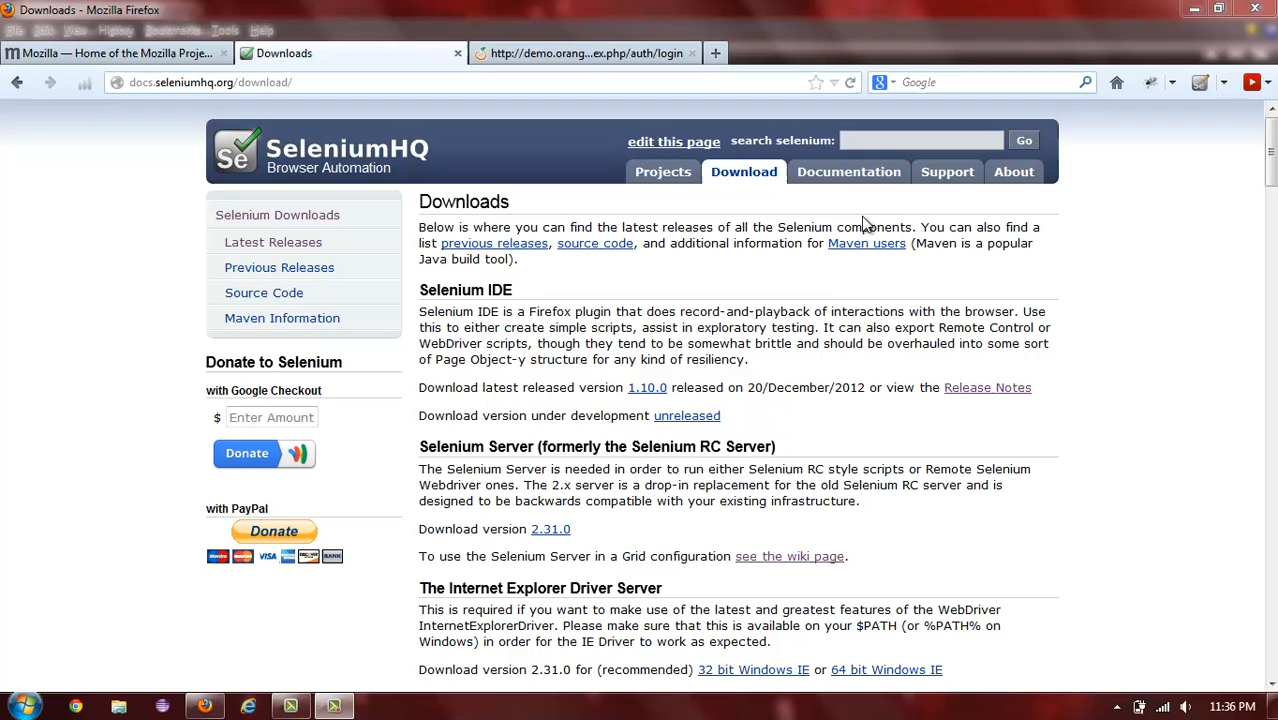 Downloads - Mozilla Firefox
File Edit View History Bookmarks Tools Help
Mozilla — Home of the Mozilla Proje...
Downloads
http://demo.orang...ex.php/auth/login
docs.seleniumhq.org/download/
Google
Se
SeleniumHQ
Browser Automation
edit this page
search selenium:
Go
Projects
Download
Documentation
Support
About
Selenium Downloads
Latest Releases
Previous Releases
Source Code
Maven Information
Donate to Selenium
with Google Checkout
$ Enter Amount
Donate
with PayPal
Donate
VISA
BANK
Downloads
Below is where you can find the latest releases of all the Selenium components. You can also find a
list previous releases, source code, and additional information for Maven users (Maven is a popular
Java build tool).
Selenium IDE
Selenium IDE is a Firefox plugin that does record-and-playback of interactions with the browser. Use
this to either create simple scripts, assist in exploratory testing. It can also export Remote Control or
WebDriver scripts, though they tend to be somewhat brittle and should be overhauled into some sort
of Page Object-y structure for any kind of resiliency.
Download latest released version 1.10.0 released on 20/December/2012 or view the Release Notes
Download version under development unreleased
Selenium Server (formerly the Selenium RC Server)
The Selenium Server is needed in order to run either Selenium RC style scripts or Remote Selenium
Webdriver ones. The 2.x server is a drop-in replacement for the old Selenium RC server and is
designed to be backwards compatible with your existing infrastructure.
Download version 2.31.0
To use the Selenium Server in a Grid configuration see the wiki page.
The Internet Explorer Driver Server
This is required if you want to make use of the latest and greatest features of the WebDriver
InternetExplorerDriver. Please make sure that this is available on your $PATH (or %PATH% on
Windows) in order for the IE Driver to work as expected.
Download version 2.31.0 for (recommended) 32 bit Windows IE or 64 bit Windows IE
11:36 PM